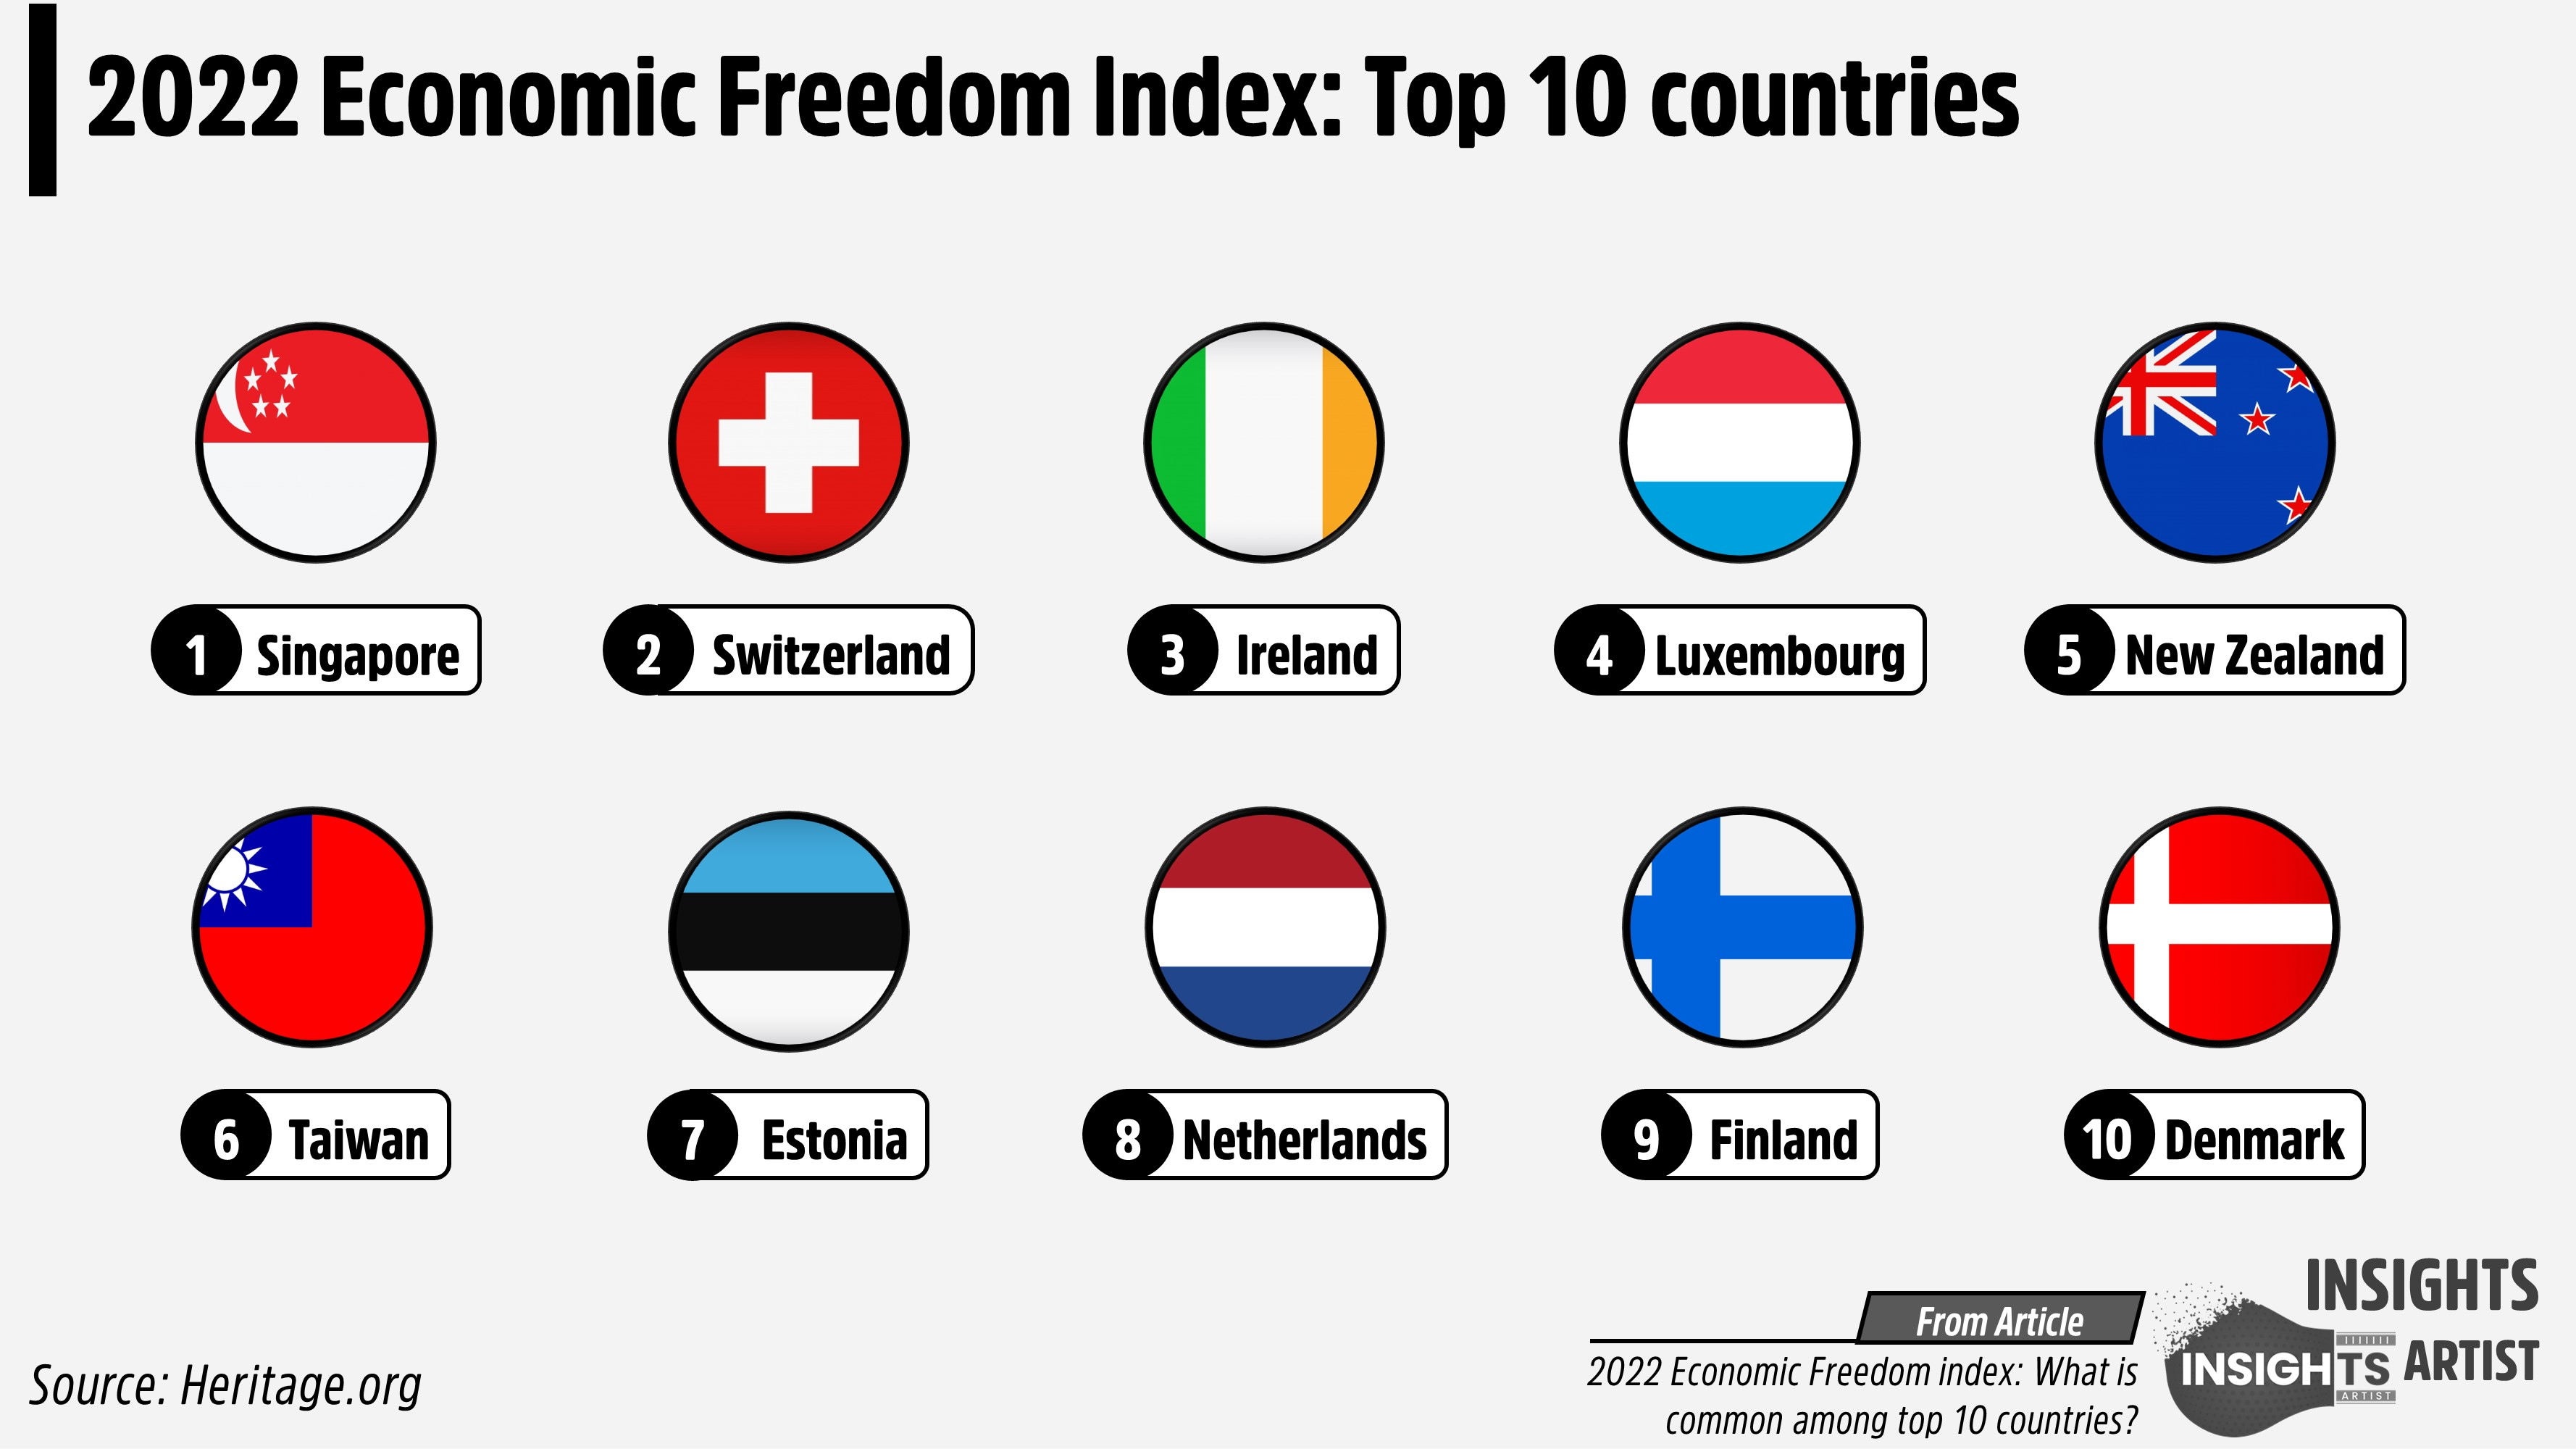 2022 Economic Freedom Index: Top 10 countries
1 Singapore
2 Switzerland
3 Ireland
4 Luxembourg
5 New Zealand
6 Taiwan
7 Estonia
8 Netherlands
9 Finland
10 Denmark
Source: Heritage.org
From Article
2022 Economic Freedom index: What is
common among top 10 countries?
INSIGHTS
ARTIST
INSIGHTS
ARTIST